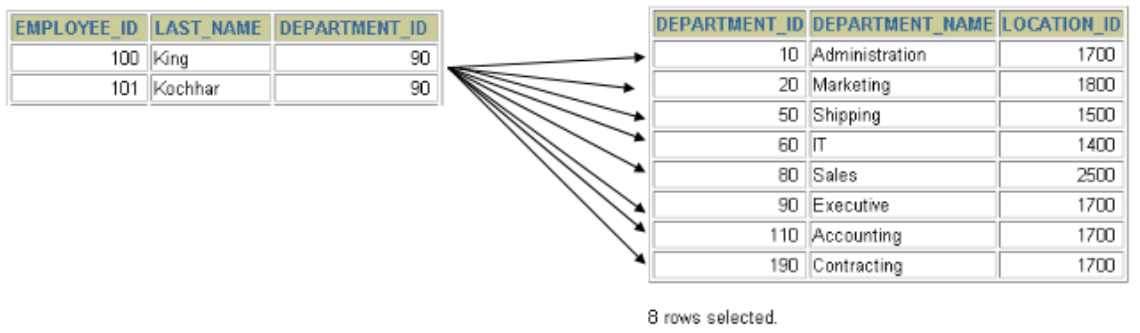 EMPLOYEE_ID LAST_NAME DEPARTMENT_ID
100 King 90
101 Kochhar 90
DEPARTMENT_ID DEPARTMENT_NAME LOCATION_ID
10 Administration 1700
20 Marketing 1800
50 Shipping 1500
60 IT 1400
80 Sales 2500
90 Executive 1700
110 Accounting 1700
190 Contracting 1700
8 rows selected.